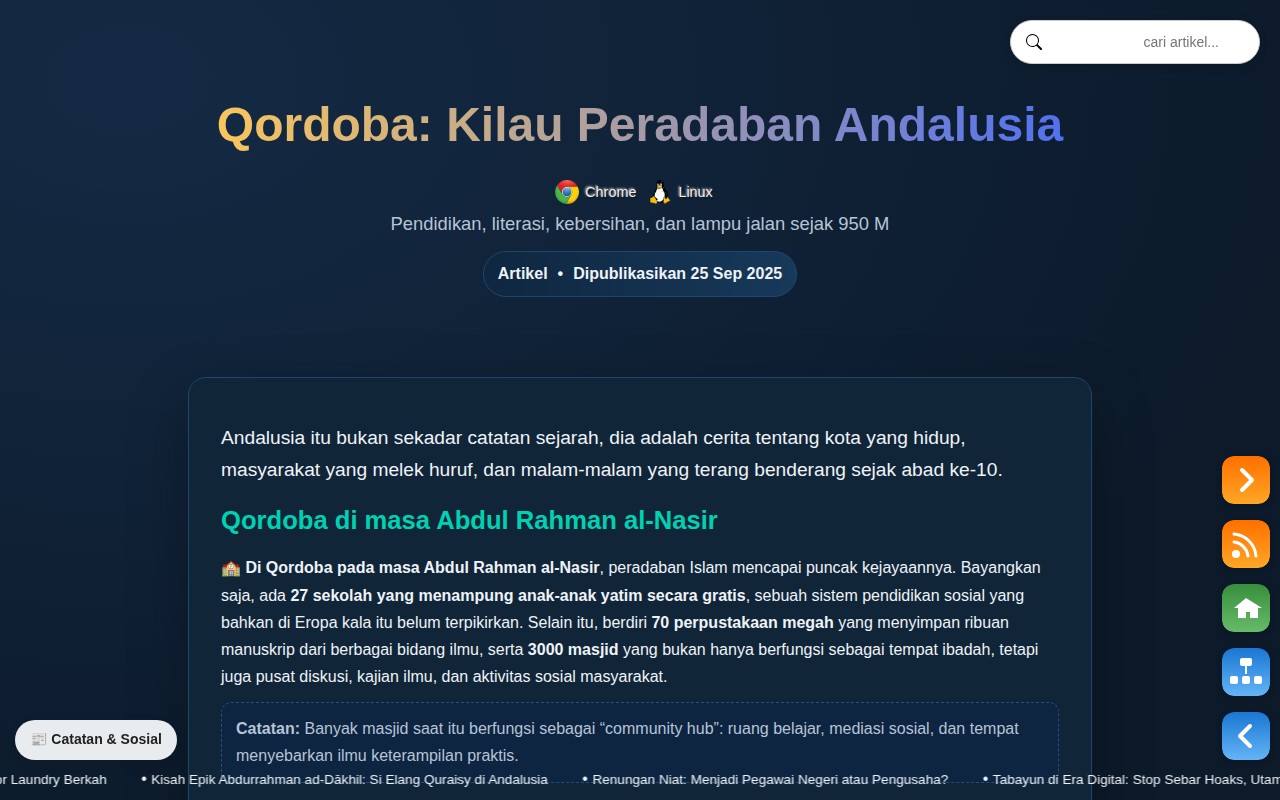 cari artikel...
Qordoba: Kilau Peradaban Andalusia
Chrome Linux
Pendidikan, literasi, kebersihan, dan lampu jalan sejak 950 M
Artikel • Dipublikasikan 25 Sep 2025
Andalusia itu bukan sekadar catatan sejarah, dia adalah cerita tentang kota yang hidup,
masyarakat yang melek huruf, dan malam-malam yang terang benderang sejak abad ke-10.
Qordoba di masa Abdul Rahman al-Nasir
🏫 Di Qordoba pada masa Abdul Rahman al-Nasir, peradaban Islam mencapai puncak kejayaannya. Bayangkan
saja, ada 27 sekolah yang menampung anak-anak yatim secara gratis, sebuah sistem pendidikan sosial yang
bahkan di Eropa kala itu belum terpikirkan. Selain itu, berdiri 70 perpustakaan megah yang menyimpan ribuan
manuskrip dari berbagai bidang ilmu, serta 3000 masjid yang bukan hanya berfungsi sebagai tempat ibadah, tetapi
juga pusat diskusi, kajian ilmu, dan aktivitas sosial masyarakat.
Catatan: Banyak masjid saat itu berfungsi sebagai “community hub”: ruang belajar, mediasi sosial, dan tempat
menyebarkan ilmu keterampilan praktis.
📰 Catatan & Sosial
or Laundry Berkah • Kisah Epik Abdurrahman ad-Dâkhil: Si Elang Quraisy di Andalusia • Renungan Niat: Menjadi Pegawai Negeri atau Pengusaha? • Tabayun di Era Digital: Stop Sebar Hoaks, Utam